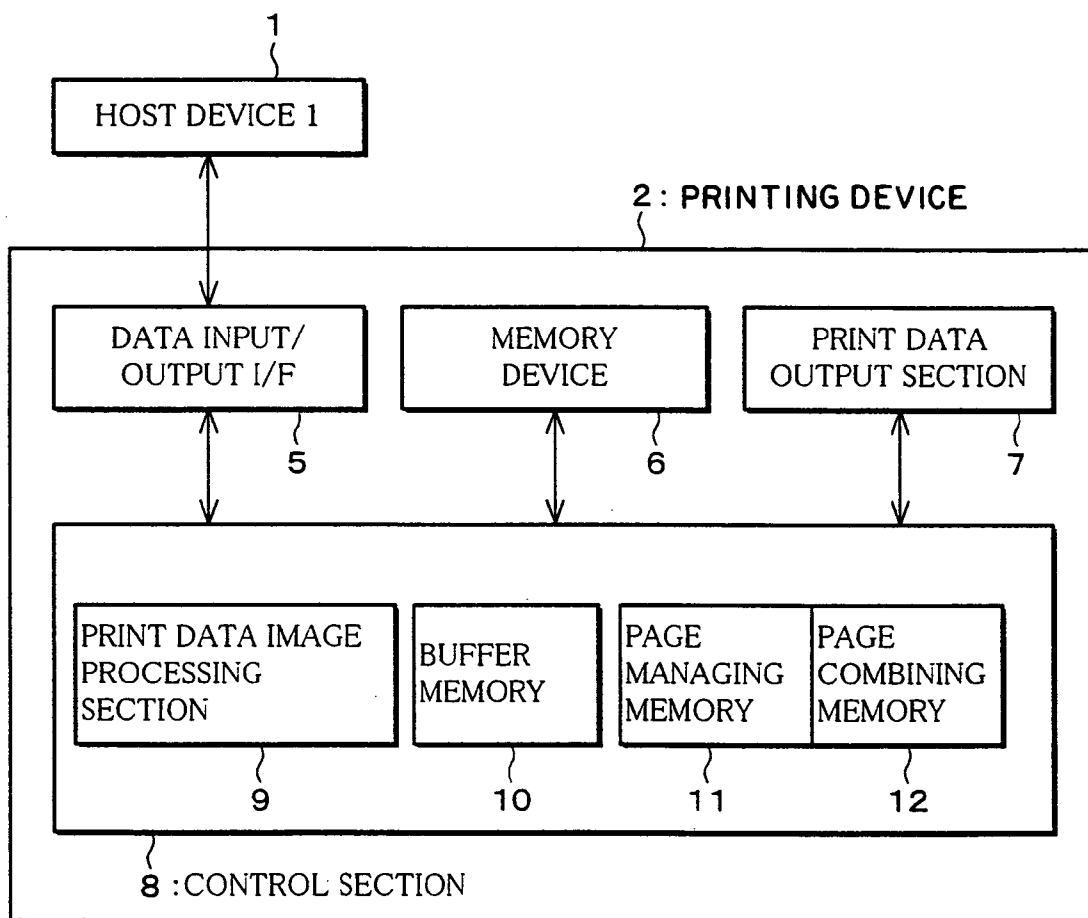 1
HOST DEVICE 1
2 : PRINTING DEVICE
DATA INPUT/
OUTPUT I/F
5
MEMORY
DEVICE
6
PRINT DATA
OUTPUT SECTION
7
PRINT DATA IMAGE
PROCESSING
SECTION
9
BUFFER
MEMORY
10
PAGE
MANAGING
MEMORY
11
PAGE
COMBINING
MEMORY
12
8 :CONTROL SECTION